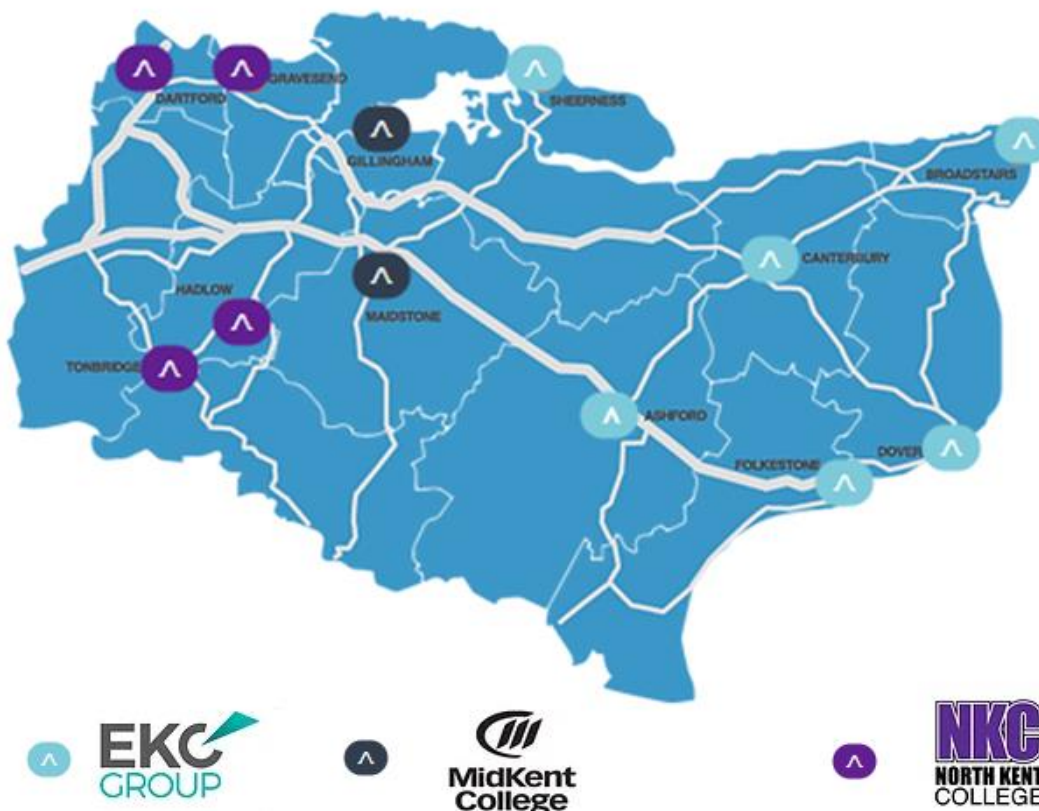 GRAVESEND
DARTFORD
SHEERNESS
GILLINGHAM
BROADSTAIRS
CANTERBURY
HADLOW
MAIDSTONE
TONBRIDGE
ASHFORD
DOVER
FOLKESTONE
EKC
GROUP
MidKent
College
NKC
NORTH KENT
COLLEGE